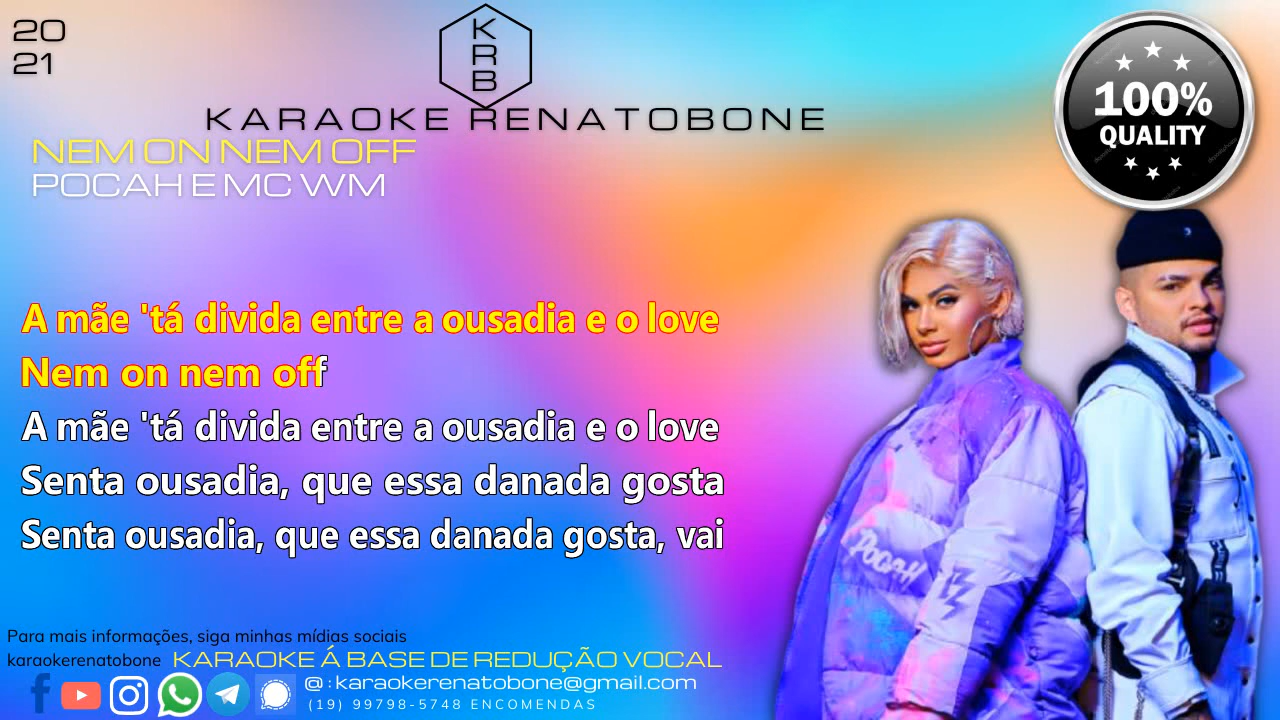 20
21
K
R
B
KARAOKE RENATOBONE
100%
QUALITY
NEM ON NEM OFF
POCAH E MC WM
A mãe 'tá divida entre a ousadia e o love
Nem on nem off
A mãe 'tá divida entre a ousadia e o love
Senta ousadia, que essa danada gosta
Senta ousadia, que essa danada gosta, vai
POCAH
Para mais informações, siga minhas mídias sociais
karaokerenatobone KARAOKE Á BASE DE REDUÇÃO VOCAL
@:karaokerenatobone@gmail.com
(19) 99798-5748 ENCOMENDAS